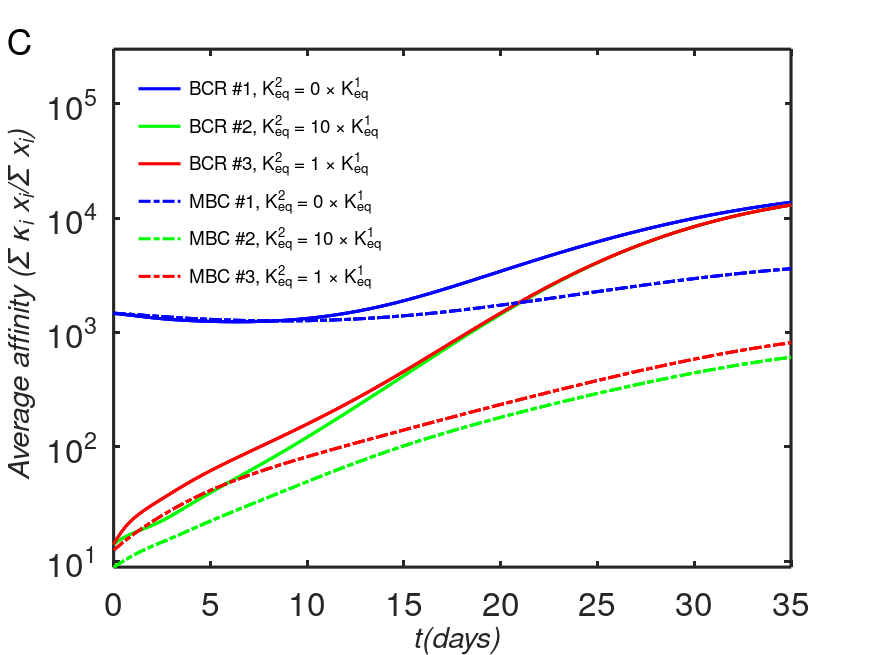 C
Average affinity (Σ κᵢ xᵢ/Σ xᵢ)
10⁵
10⁴
10³
10²
10¹
BCR #1, K²eq = 0 × K¹eq
BCR #2, K²eq = 10 × K¹eq
BCR #3, K²eq = 1 × K¹eq
MBC #1, K²eq = 0 × K¹eq
MBC #2, K²eq = 10 × K¹eq
MBC #3, K²eq = 1 × K¹eq
0 5 10 15 20 25 30 35
t(days)